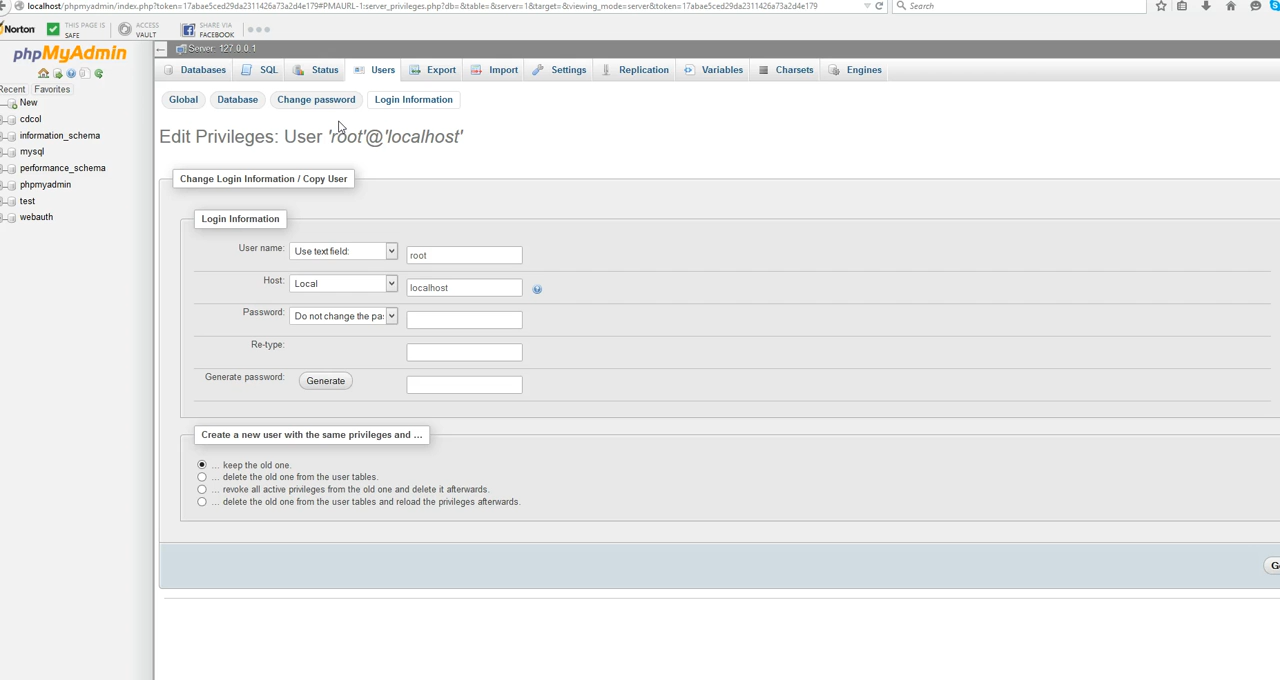 localhost/phpmyadmin/index.php?token=17abae5ced29da2311426a73a2d4e179#PMAURL-1:server_privileges.php?db=&table=&server=1&target=&viewing_mode=server&token=17abae5ced29da2311426a73a2d4e179
Search
Norton
THIS PAGE IS
SAFE
ACCESS
VAULT
SHARE VIA
FACEBOOK
phpMyAdmin
Server: 127.0.0.1
Databases SQL Status Users Export Import Settings Replication Variables Charsets Engines
Recent Favorites
New
cdcol
information_schema
mysql
performance_schema
phpmyadmin
test
webauth
Global Database Change password Login Information
Edit Privileges: User 'root'@'localhost'
Change Login Information / Copy User
Login Information
User name: Use text field: root
Host: Local localhost
Password: Do not change the pa
Re-type:
Generate password: Generate
Create a new user with the same privileges and ...
... keep the old one.
... delete the old one from the user tables.
... revoke all active privileges from the old one and delete it afterwards.
... delete the old one from the user tables and reload the privileges afterwards.
G